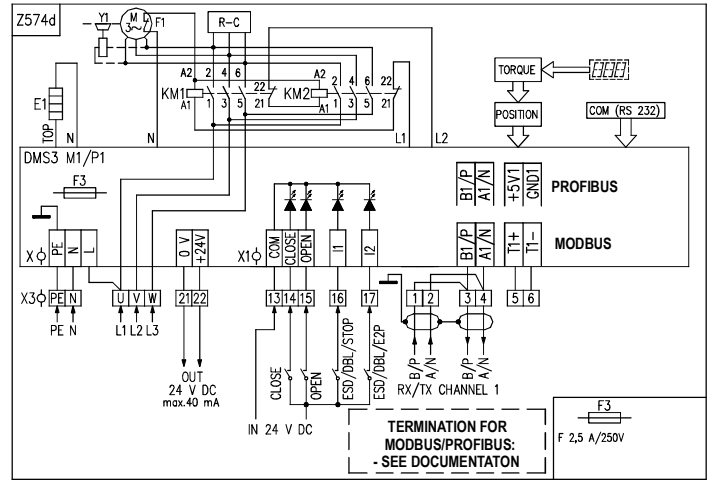 Z574d
Y1
M
3~
F1
R-C
A2 2 4 6 22
KM1
A1 1 3 5 21
A2 2 4 6 22
KM2
A1 1 3 5 21
TORQUE
POSITION
COM (RS 232)
E1
TOP
N
N
L1
L2
DMS3 M1/P1
F3
B1/P
A1/N
+5V1
GND1
PROFIBUS
X
PE
N
L
0 V
+24V
X1
COM
CLOSE
OPEN
I1
I2
B1/P
A1/N
T1+
T1-
MODBUS
X3
PE N U V W 21 22 13 14 15 16 17 1 2 3 4 5 6
PE N L1 L2 L3
OUT
24 V DC
max.40 mA
CLOSE
OPEN
ESD/DBL/STOP
ESD/DBL/E2P
IN 24 V DC
B/P
A/N
B/P
A/N
RX/TX CHANNEL 1
TERMINATION FOR
MODBUS/PROFIBUS:
- SEE DOCUMENTATON
F3
F 2,5 A/250V